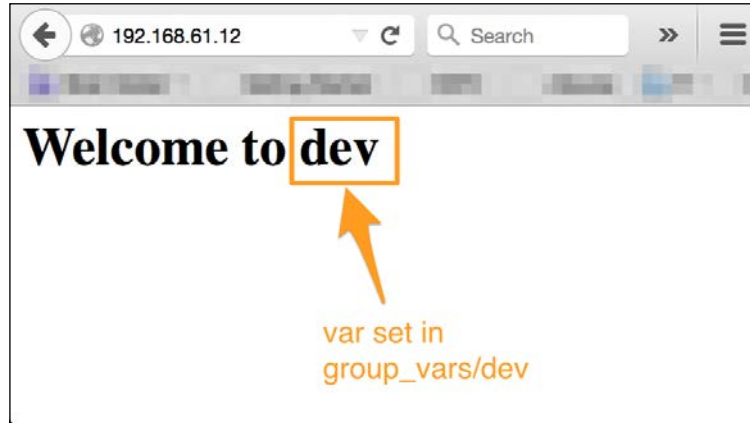 192.168.61.12 Search »
Welcome to dev
var set in
group_vars/dev